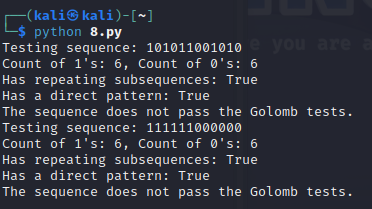 ┌──(kali㉿kali)-[~]
└─$ python 8.py
Testing sequence: 101011001010
Count of 1's: 6, Count of 0's: 6
Has repeating subsequences: True
Has a direct pattern: True
The sequence does not pass the Golomb tests.
Testing sequence: 111111000000
Count of 1's: 6, Count of 0's: 6
Has repeating subsequences: True
Has a direct pattern: True
The sequence does not pass the Golomb tests.